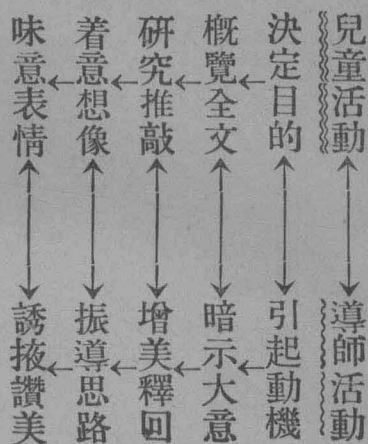 兒童活動
導師活動
決定目的
引起動機
概覽全文
暗示大意
研究推敲
增美釋回
着意想像
振導思路
味意表情
誘掖讚美